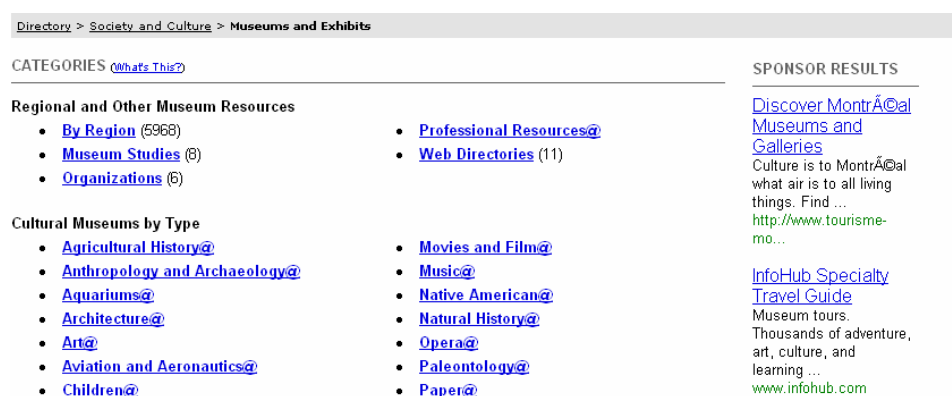 Directory > Society and Culture > Museums and Exhibits
CATEGORIES (What's This?)
Regional and Other Museum Resources
• By Region (5968)
• Museum Studies (8)
• Organizations (6)
• Professional Resources@
• Web Directories (11)
Cultural Museums by Type
• Agricultural History@
• Anthropology and Archaeology@
• Aquariums@
• Architecture@
• Art@
• Aviation and Aeronautics@
• Children@
• Movies and Film@
• Music@
• Native American@
• Natural History@
• Opera@
• Paleontology@
• Paper@
SPONSOR RESULTS
Discover MontrÃ©al
Museums and
Galleries
Culture is to MontrÃ©al
what air is to all living
things. Find ...
http://www.tourisme-
mo...
InfoHub Specialty
Travel Guide
Museum tours.
Thousands of adventure,
art, culture, and
learning ...
www.infohub.com